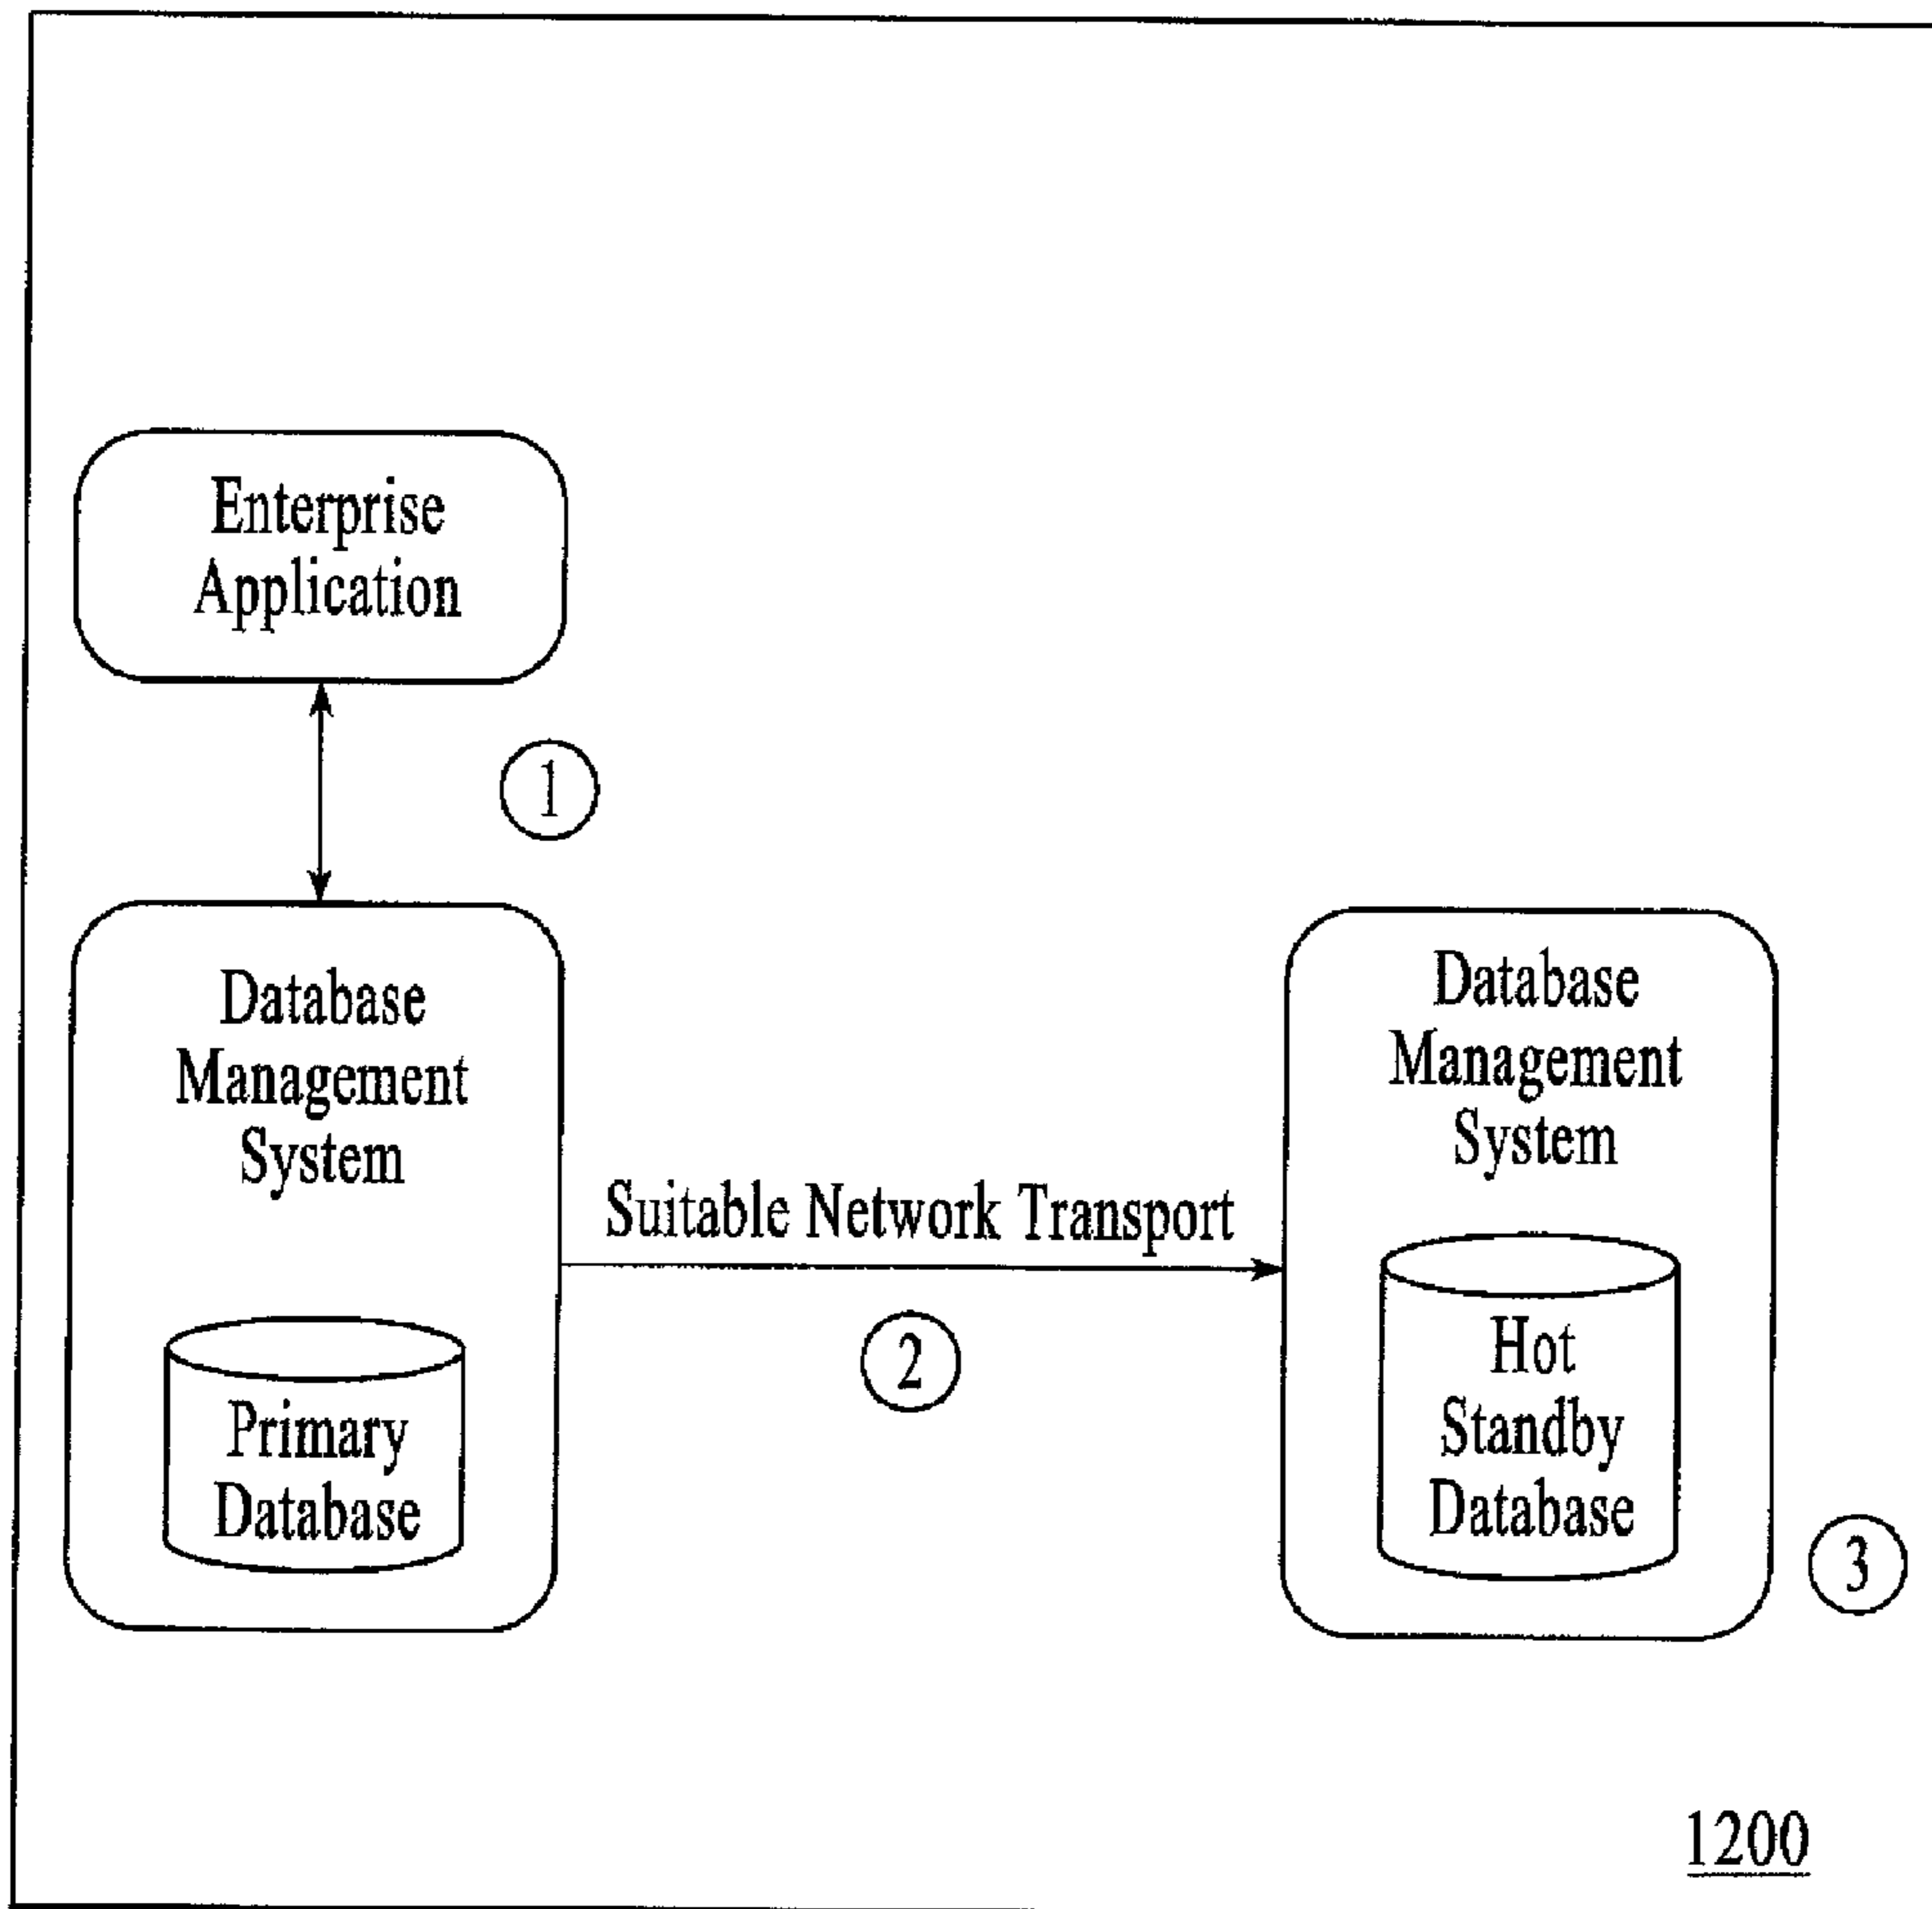 Enterprise
Application
1
Database
Management
System
Primary
Database
Suitable Network Transport
2
Database
Management
System
Hot
Standby
Database
3
1200